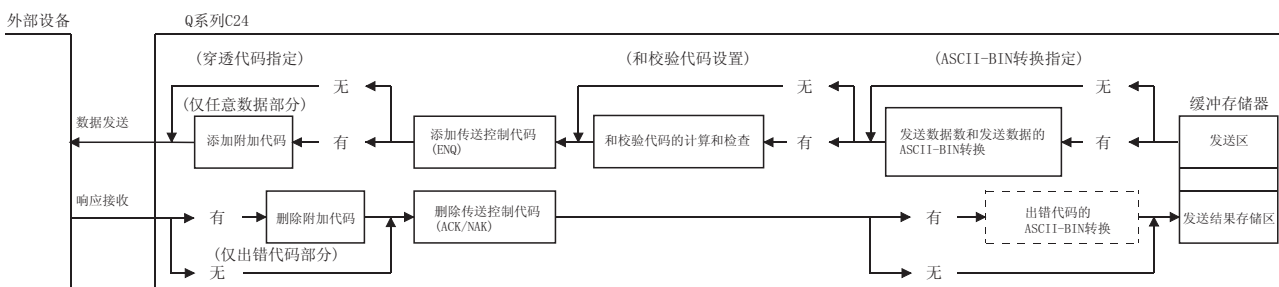 外部设备
Q系列C24
(穿透代码指定)
(和校验代码设置)
(ASCII-BIN转换指定)
无
无
无
(仅任意数据部分)
缓冲存储器
数据发送
添加附加代码
有
添加传送控制代码
(ENQ)
和校验代码的计算和检查
有
发送数据数和发送数据的
ASCII-BIN转换
有
发送区
响应接收
有
删除附加代码
删除传送控制代码
(ACK/NAK)
有
出错代码的
ASCII-BIN转换
发送结果存储区
(仅出错代码部分)
无
无